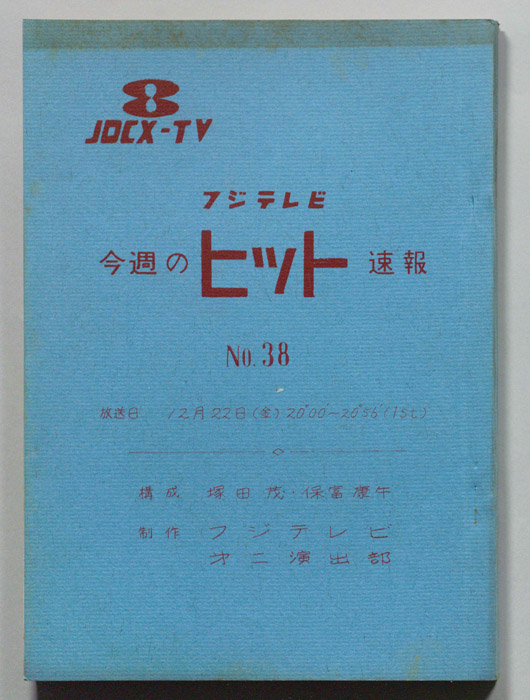 8
JOCX-TV
フジテレビ
今週のヒット速報
No.38
放送日 12月22日(金)20°00'~20°56'(1St)
構成 塚田茂・保富康午
制作 フジテレビ
第二演出部